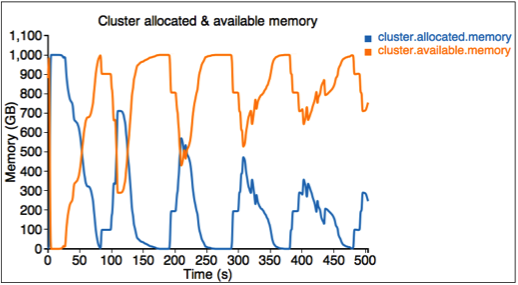 Cluster allocated & available memory
cluster.allocated.memory
cluster.available.memory
Memory (GB)
1,100
1,000
900
800
700
600
500
400
300
200
100
0
0 50 100 150 200 250 300 350 400 450 500
Time (s)